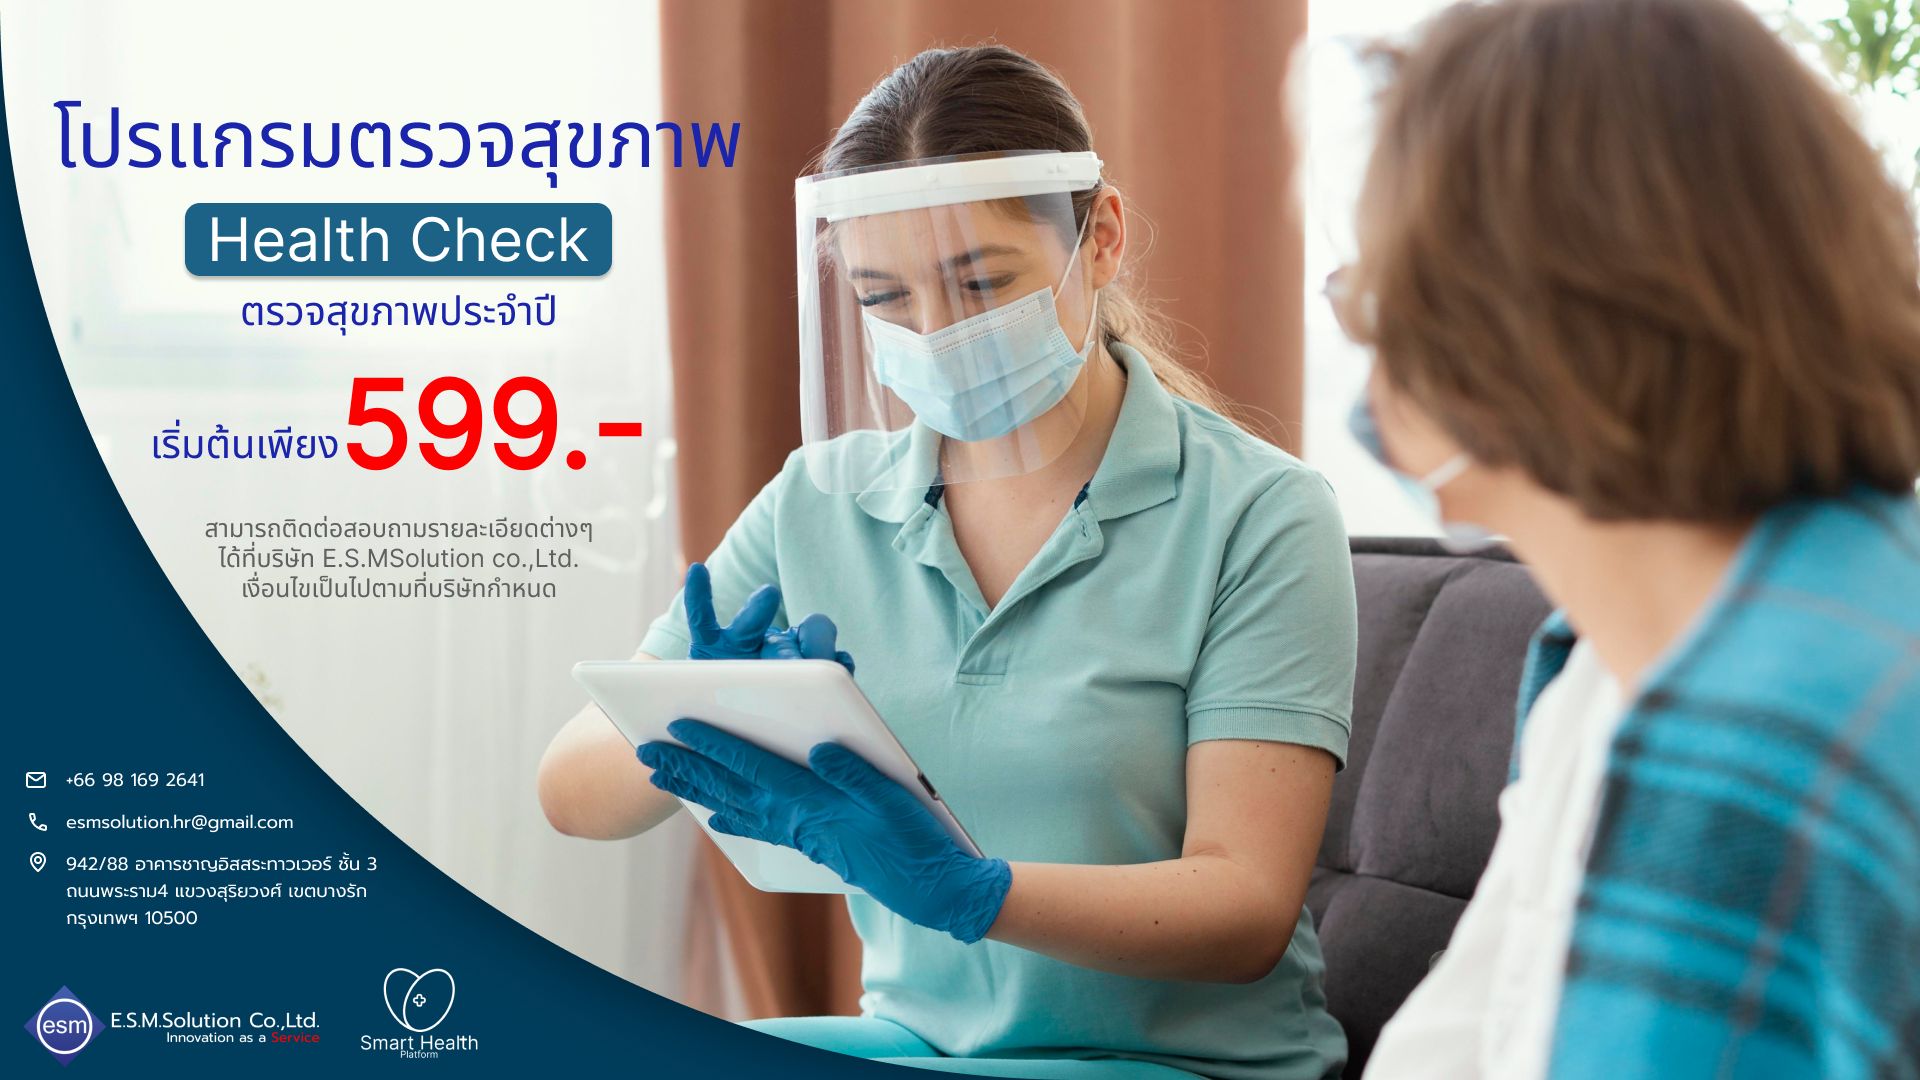 โปรแกรมตรวจสุขภาพ
Health Check
ตรวจสุขภาพประจำปี
เริ่มต้นเพียง 599.-
สามารถติดต่อสอบถามรายละเอียดต่างๆ
ได้ที่บริษัท E.S.MSolution co.,Ltd.
เงื่อนไขเป็นไปตามที่บริษัทกำหนด
+66 98 169 2641
esmsolution.hr@gmail.com
942/88 อาคารชาญอิสสระทาวเวอร์ ชั้น 3
ถนนพระราม4 แขวงสุริยวงศ์ เขตบางรัก
กรุงเทพฯ 10500
esm
E.S.M.Solution Co.,Ltd.
Innovation as a Service
Smart Health
Platform